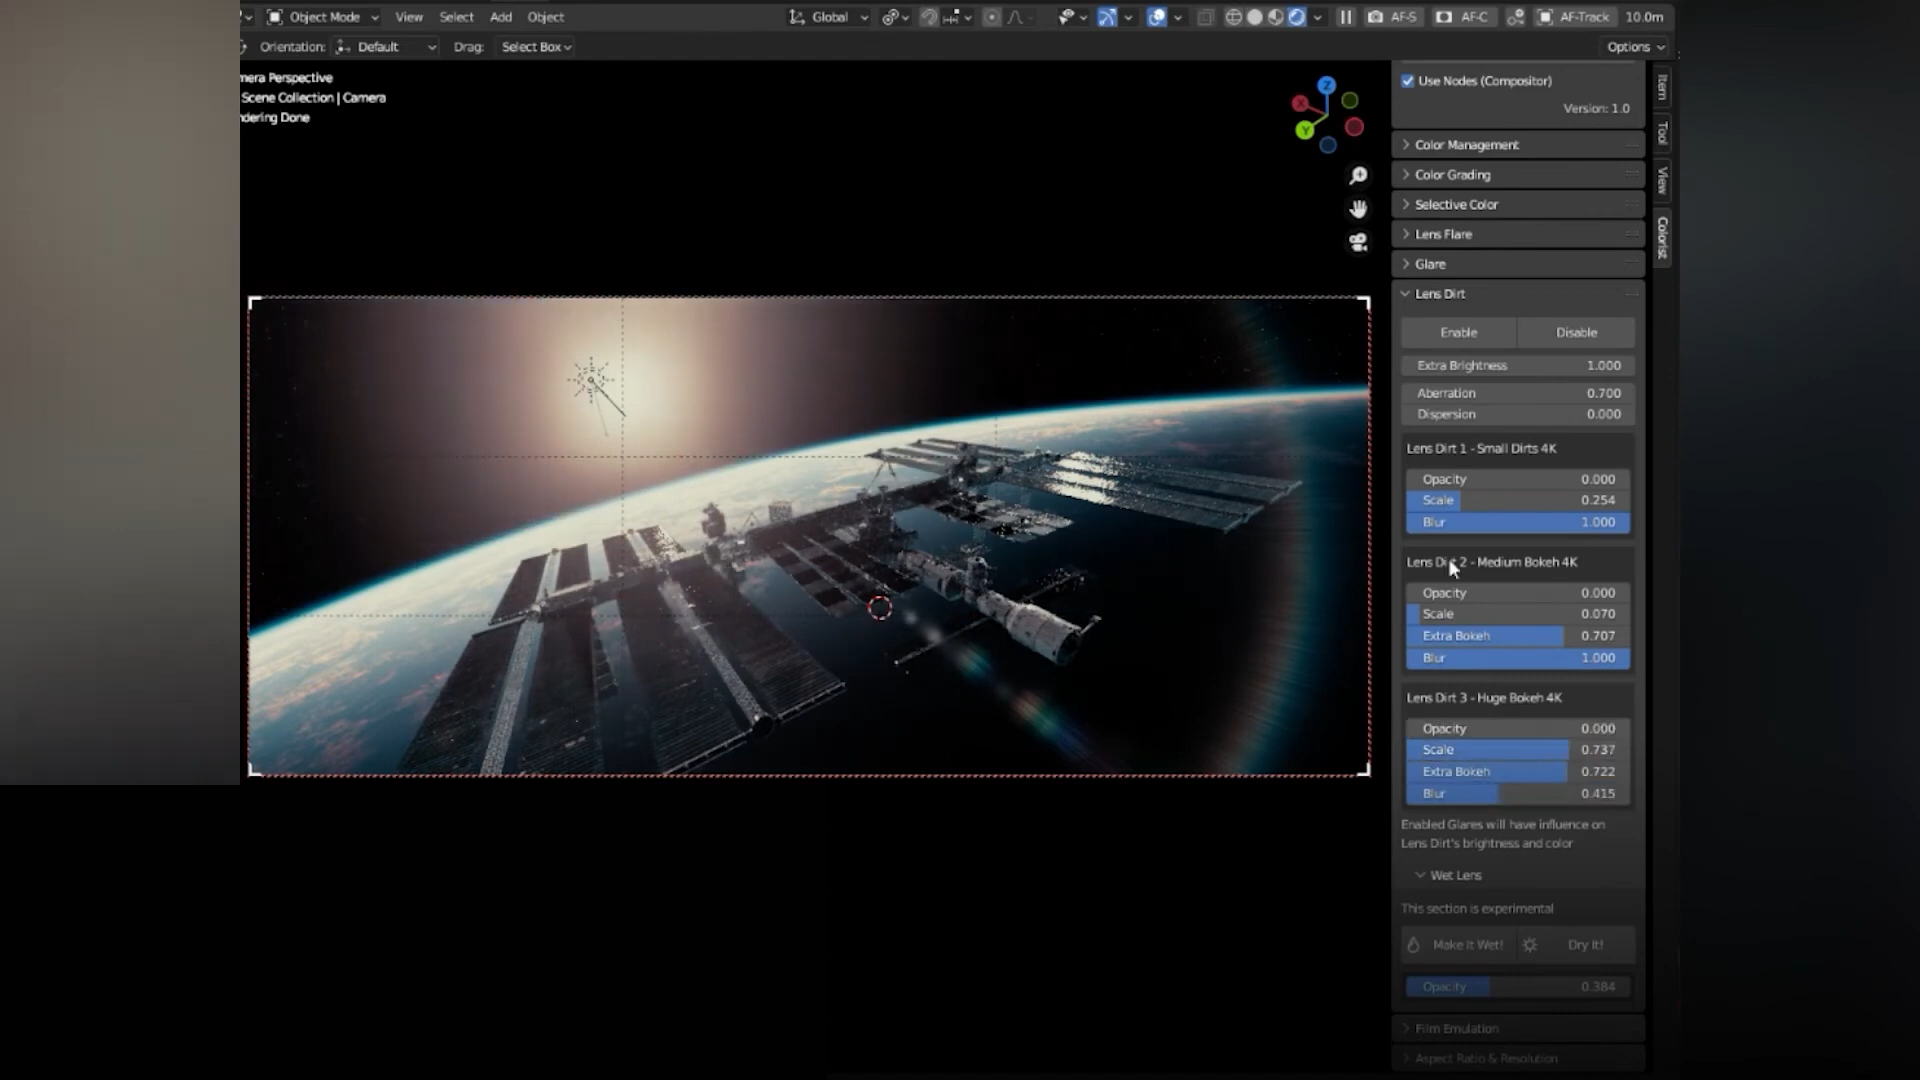 Object Mode View Select Add Object Global AF-S AF-C AF-Track 10.0m
Orientation: Default Drag: Select Box Options
mera Perspective
Scene Collection | Camera
ndering Done
Z
X
Y
Item
Tool
View
Colorist
Use Nodes (Compositor)
Version: 1.0
Color Management
Color Grading
Selective Color
Lens Flare
Glare
Lens Dirt
Enable Disable
Extra Brightness 1.000
Aberration 0.700
Dispersion 0.000
Lens Dirt 1 - Small Dirts 4K
Opacity 0.000
Scale 0.254
Blur 1.000
Lens Dirt 2 - Medium Bokeh 4K
Opacity 0.000
Scale 0.070
Extra Bokeh 0.707
Blur 1.000
Lens Dirt 3 - Huge Bokeh 4K
Opacity 0.000
Scale 0.737
Extra Bokeh 0.722
Blur 0.415
Enabled Glares will have influence on
Lens Dirt's brightness and color
Wet Lens
This section is experimental
Make It Wet! Dry It!
Opacity 0.384
Film Emulation
Aspect Ratio & Resolution